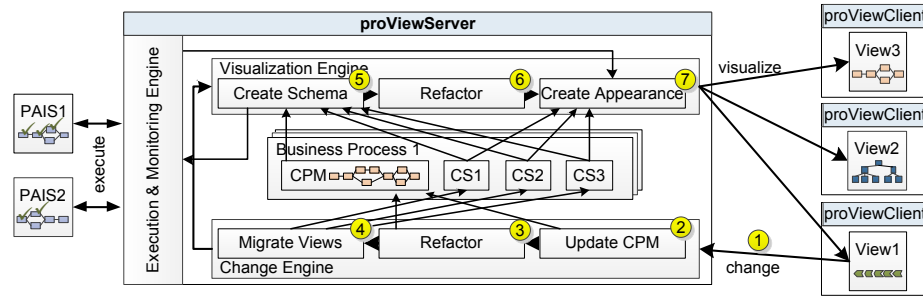 proViewServer
Execution & Monitoring Engine
PAIS1
PAIS2
execute
Visualization Engine
Create Schema
5
Refactor
6
Create Appearance
7
Business Process 1
CPM
CS1
CS2
CS3
Migrate Views
4
Refactor
3
Update CPM
2
Change Engine
visualize
1
change
proViewClient
View3
proViewClient
View2
proViewClient
View1